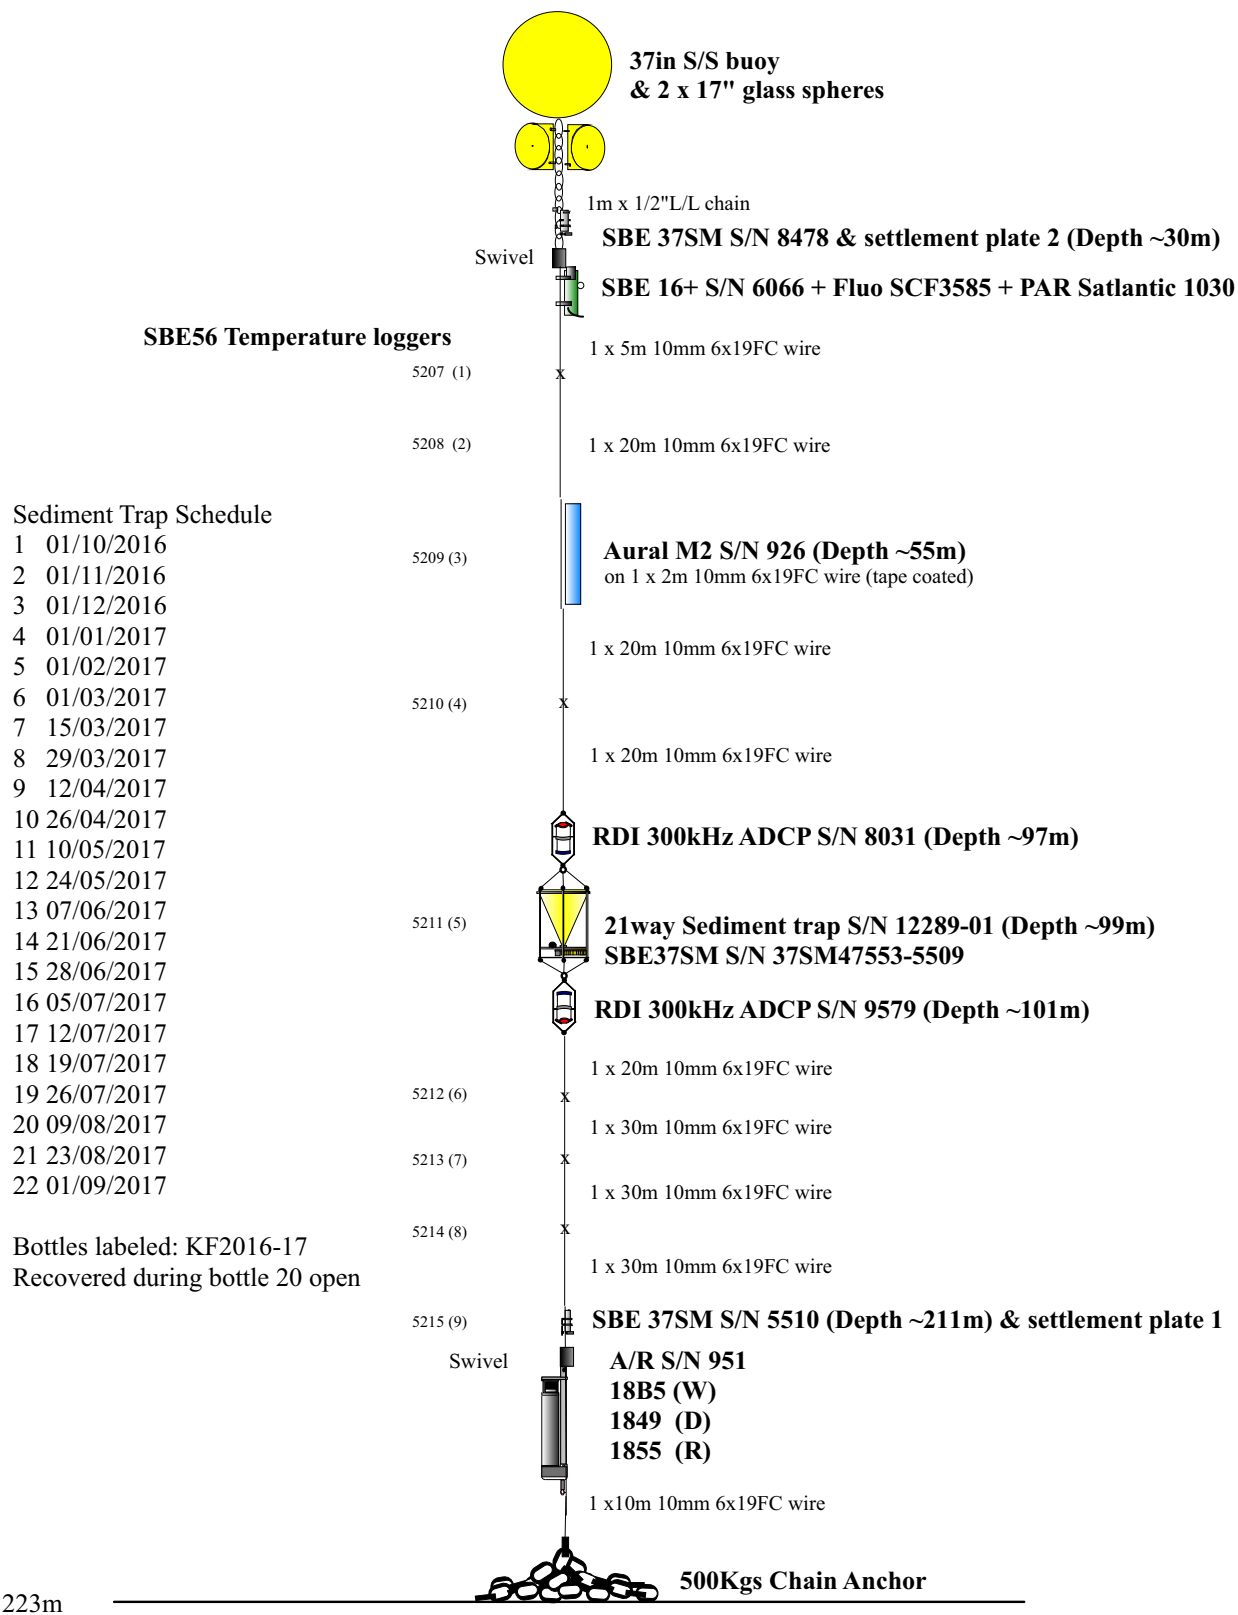 37in S/S buoy
& 2 x 17" glass spheres
1m x 1/2"L/L chain
SBE 37SM S/N 8478 & settlement plate 2 (Depth ~30m)
Swivel
SBE 16+ S/N 6066 + Fluo SCF3585 + PAR Satlantic 1030
SBE56 Temperature loggers
1 x 5m 10mm 6x19FC wire
5207 (1)
x
5208 (2)
1 x 20m 10mm 6x19FC wire
Sediment Trap Schedule
1 01/10/2016
2 01/11/2016
3 01/12/2016
4 01/01/2017
5 01/02/2017
6 01/03/2017
7 15/03/2017
8 29/03/2017
9 12/04/2017
10 26/04/2017
11 10/05/2017
12 24/05/2017
13 07/06/2017
14 21/06/2017
15 28/06/2017
16 05/07/2017
17 12/07/2017
18 19/07/2017
19 26/07/2017
20 09/08/2017
21 23/08/2017
22 01/09/2017
Bottles labeled: KF2016-17
Recovered during bottle 20 open
5209 (3)
Aural M2 S/N 926 (Depth ~55m)
on 1 x 2m 10mm 6x19FC wire (tape coated)
1 x 20m 10mm 6x19FC wire
5210 (4)
x
1 x 20m 10mm 6x19FC wire
RDI 300kHz ADCP S/N 8031 (Depth ~97m)
5211 (5)
21way Sediment trap S/N 12289-01 (Depth ~99m)
SBE37SM S/N 37SM47553-5509
RDI 300kHz ADCP S/N 9579 (Depth ~101m)
1 x 20m 10mm 6x19FC wire
5212 (6)
x
1 x 30m 10mm 6x19FC wire
5213 (7)
x
1 x 30m 10mm 6x19FC wire
5214 (8)
x
1 x 30m 10mm 6x19FC wire
5215 (9)
SBE 37SM S/N 5510 (Depth ~211m) & settlement plate 1
Swivel
A/R S/N 951
18B5 (W)
1849 (D)
1855 (R)
1 x10m 10mm 6x19FC wire
500Kgs Chain Anchor
223m